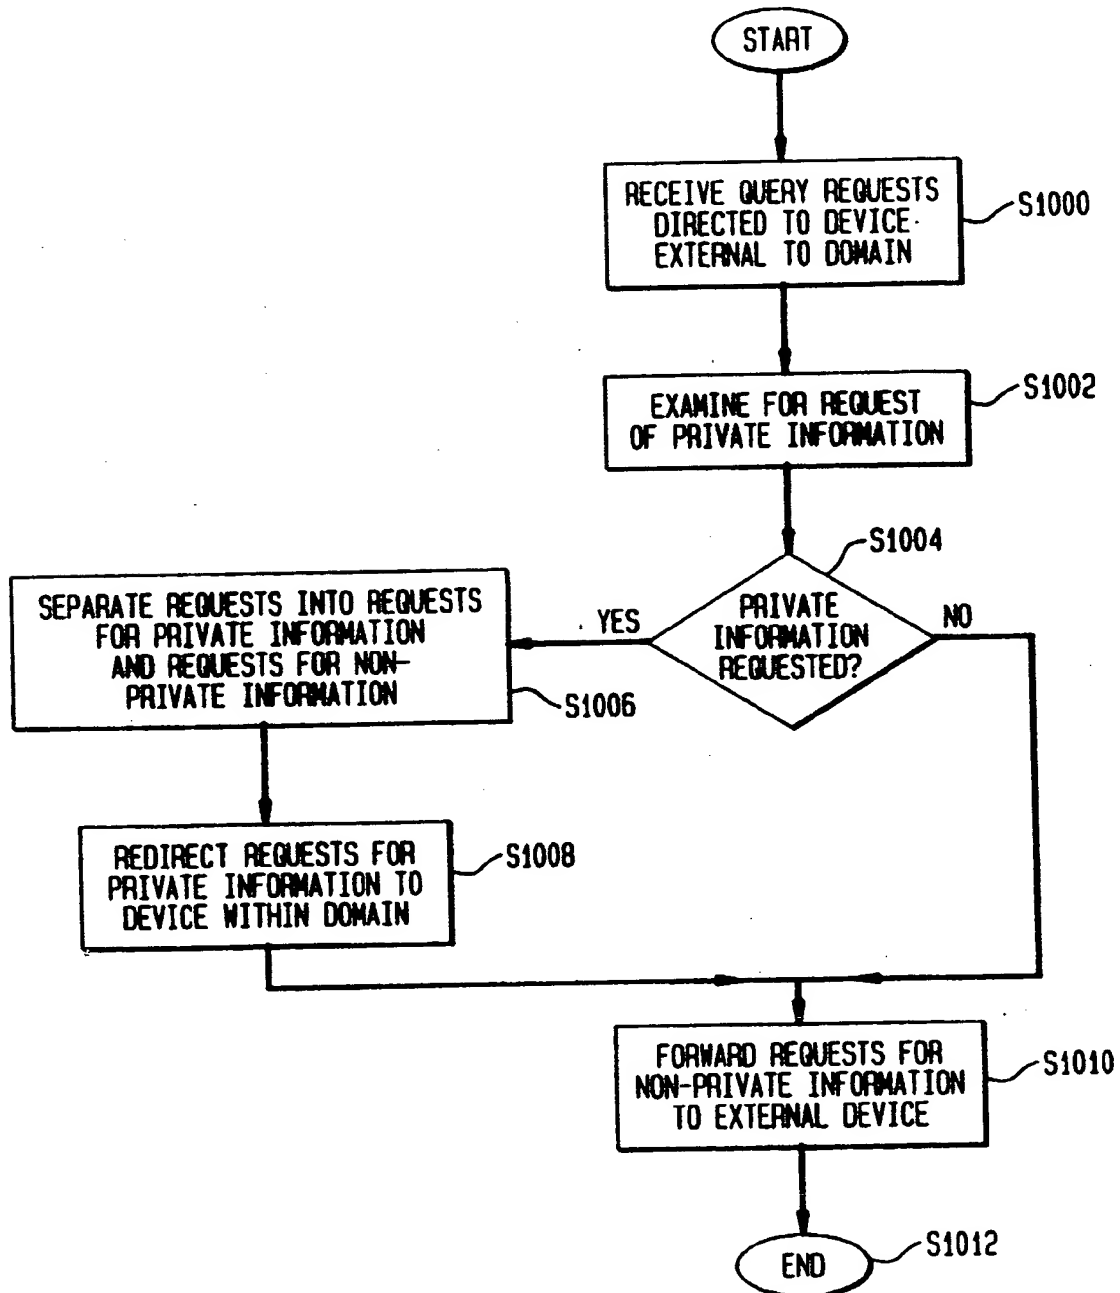 START
RECEIVE QUERY REQUESTS
DIRECTED TO DEVICE
EXTERNAL TO DOMAIN
S1000
EXAMINE FOR REQUEST
OF PRIVATE INFORMATION
S1002
S1004
PRIVATE
INFORMATION
REQUESTED?
YES
NO
SEPARATE REQUESTS INTO REQUESTS
FOR PRIVATE INFORMATION
AND REQUESTS FOR NON-
PRIVATE INFORMATION
S1006
REDIRECT REQUESTS FOR
PRIVATE INFORMATION TO
DEVICE WITHIN DOMAIN
S1008
FORWARD REQUESTS FOR
NON-PRIVATE INFORMATION
TO EXTERNAL DEVICE
S1010
END
S1012